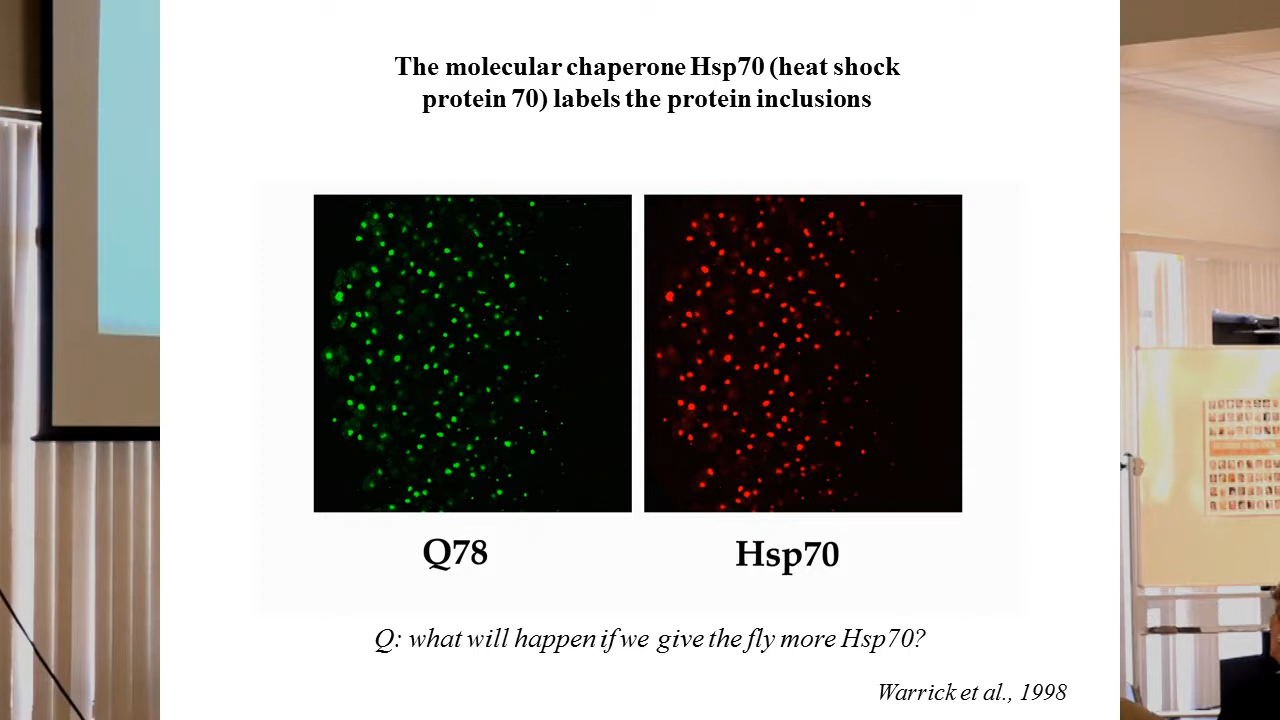 The molecular chaperone Hsp70 (heat shock
protein 70) labels the protein inclusions
Q78
Hsp70
Q: what will happen if we give the fly more Hsp70?
Warrick et al., 1998